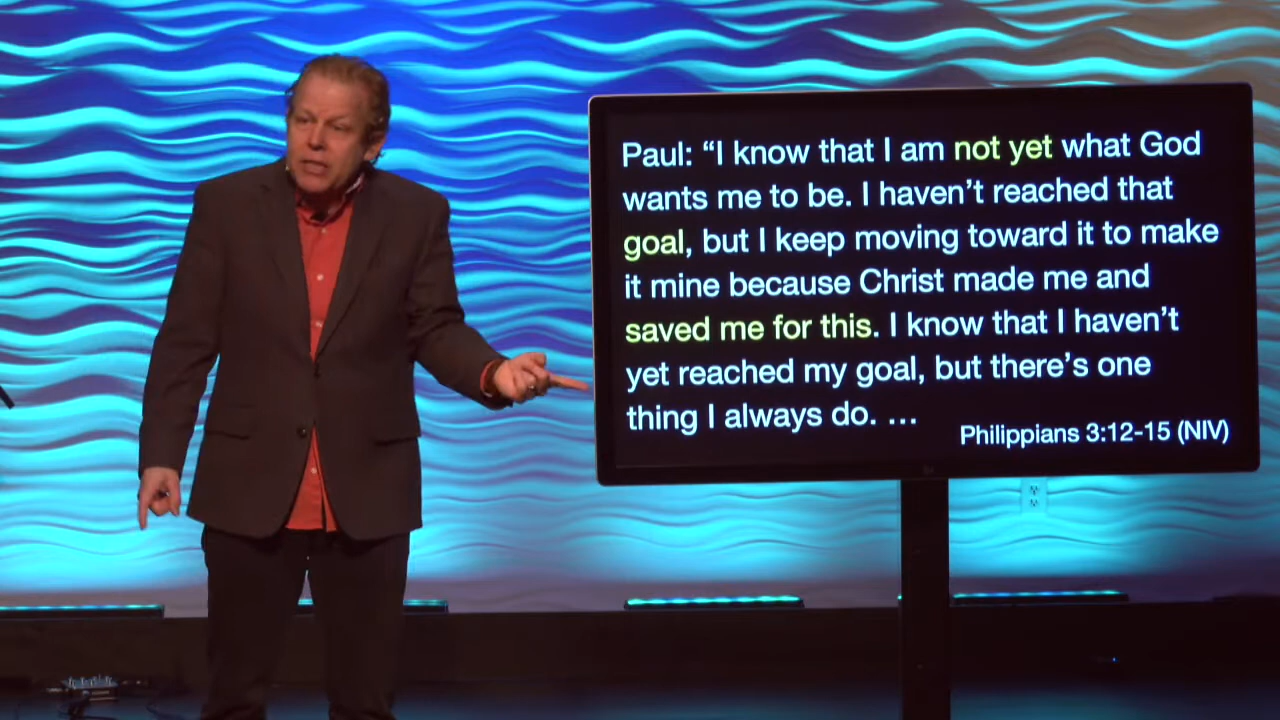 Paul: “I know that I am not yet what God
wants me to be. I haven’t reached that
goal, but I keep moving toward it to make
it mine because Christ made me and
saved me for this. I know that I haven’t
yet reached my goal, but there’s one
thing I always do. ...
Philippians 3:12-15 (NIV)